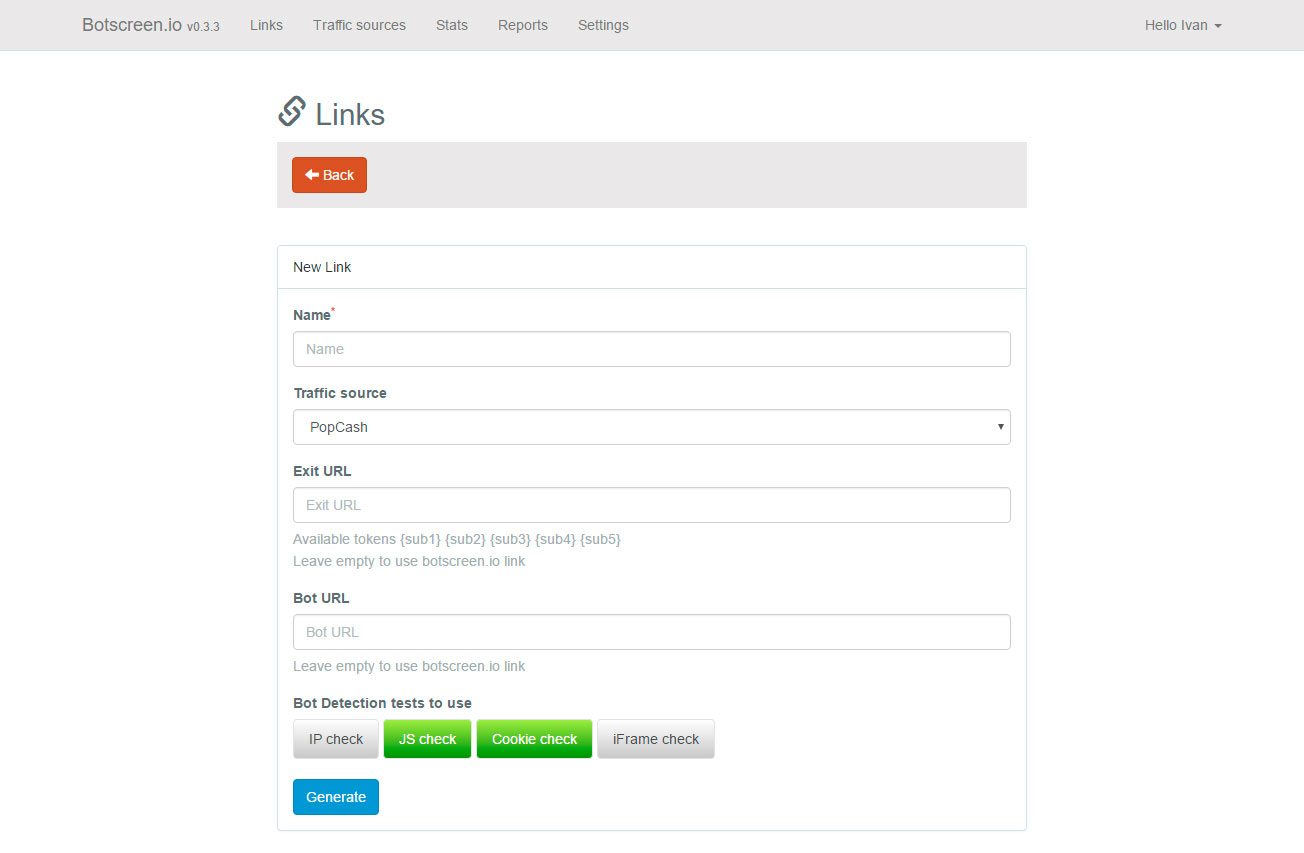 Botscreen.io v0.3.3 Links Traffic sources Stats Reports Settings Hello Ivan
Links
Back
New Link
Name*
Name
Traffic source
PopCash
Exit URL
Exit URL
Available tokens {sub1} {sub2} {sub3} {sub4} {sub5}
Leave empty to use botscreen.io link
Bot URL
Bot URL
Leave empty to use botscreen.io link
Bot Detection tests to use
IP check JS check Cookie check iFrame check
Generate